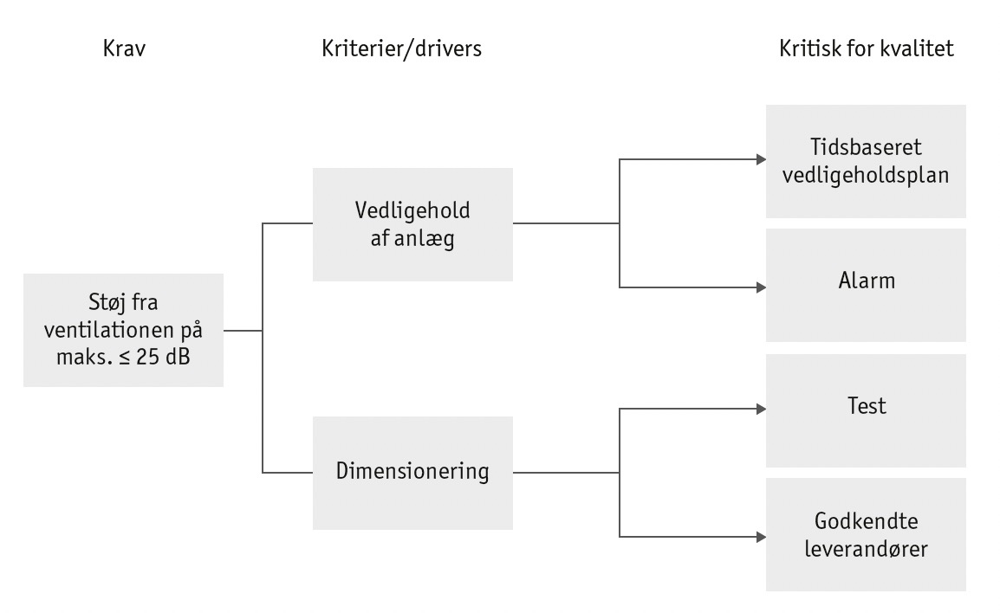 Krav
Kriterier/drivers
Kritisk for kvalitet
Støj fra
ventilationen på
maks. ≤ 25 dB
Vedligehold
af anlæg
Dimensionering
Tidsbaseret
vedligeholdsplan
Alarm
Test
Godkendte
leverandører